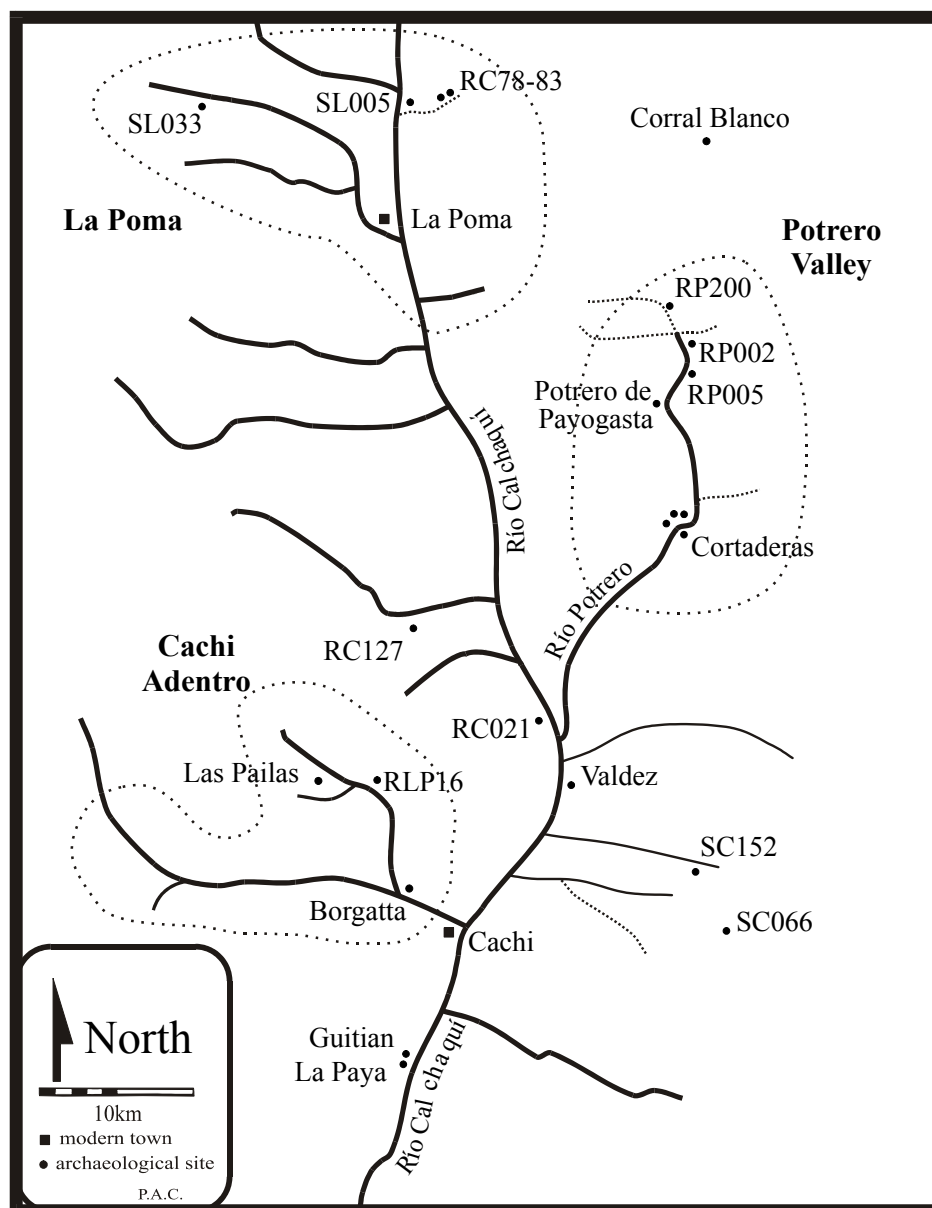 RC78-83
SL005
SL033
Corral Blanco
La Poma
La Poma
Potrero
Valley
RP200
RP002
RP005
Potrero de
Payogasta
Río Calchaquí
Cortaderas
Río Potrero
RC127
Cachi
Adentro
RC021
Las Pailas
RLP16
Valdez
SC152
Borgatta
SC066
Cachi
North
10km
modern town
archaeological site
P.A.C.
Guitian
La Paya
Río Calchaquí